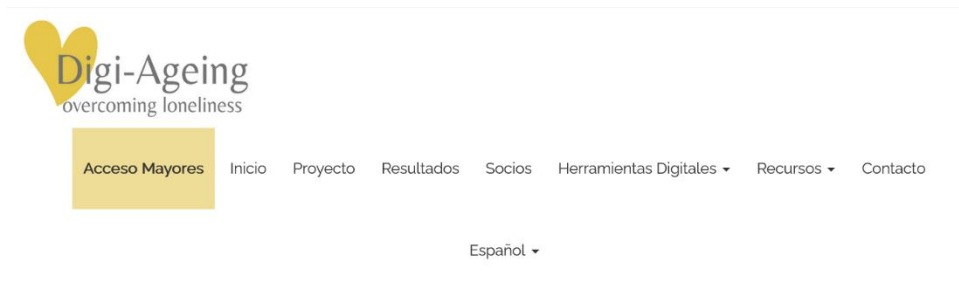 Digi-Ageing
overcoming loneliness
Acceso Mayores Inicio Proyecto Resultados Socios Herramientas Digitales Recursos Contacto
Español